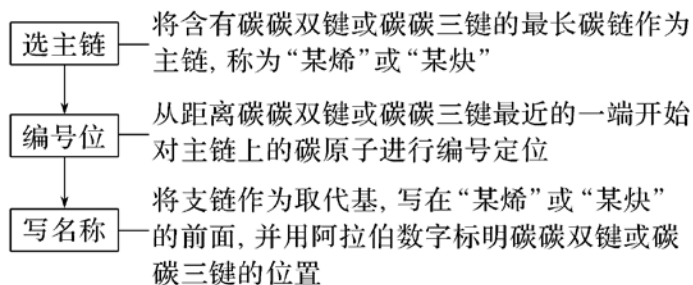 选主链
将含有碳碳双键或碳碳三键的最长碳链作为
主链, 称为“某烯”或“某炔”
编号位
从距离碳碳双键或碳碳三键最近的一端开始
对主链上的碳原子进行编号定位
写名称
将支链作为取代基, 写在“某烯”或“某炔”
的前面, 并用阿拉伯数字标明碳碳双键或碳
碳三键的位置